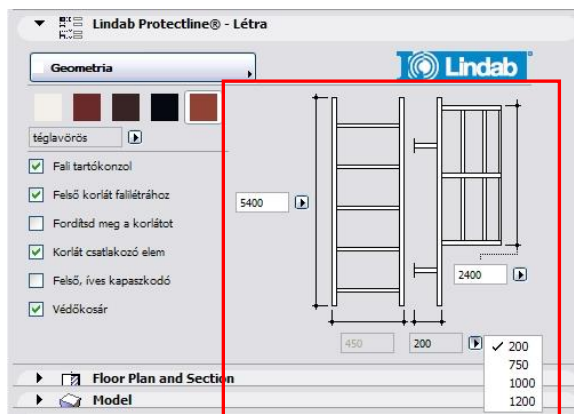 Lindab Protectline® - Létra
Geometria
Lindab
téglavörös
Fali tartókonzol
Felső korlát falilétrához
Fordítsd meg a korlátot
Korlát csatlakozó elem
Felső, íves kapaszkodó
Védőkosár
5400
2400
450
200
200
750
1000
1200
Floor Plan and Section
Model